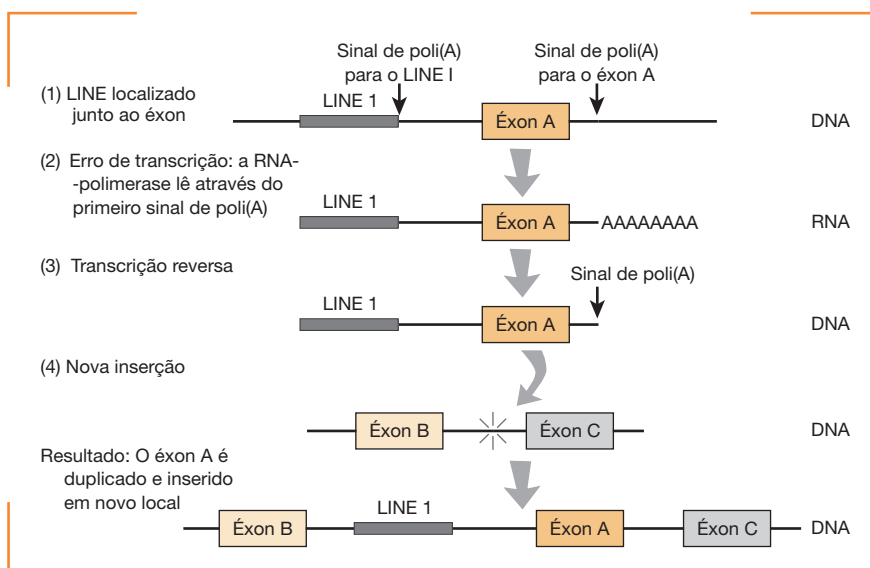 Sinal de poli(A)
para o LINE I
Sinal de poli(A)
para o éxon A
(1) LINE localizado
junto ao éxon
LINE 1
Éxon A
DNA
(2) Erro de transcrição: a RNA-
-polimerase lê através do
primeiro sinal de poli(A)
LINE 1
Éxon A
AAAAAAAA
RNA
(3) Transcrição reversa
Sinal de poli(A)
LINE 1
Éxon A
DNA
(4) Nova inserção
Éxon B
Éxon C
DNA
Resultado: O éxon A é
duplicado e inserido
em novo local
LINE 1
Éxon B
Éxon A
Éxon C
DNA